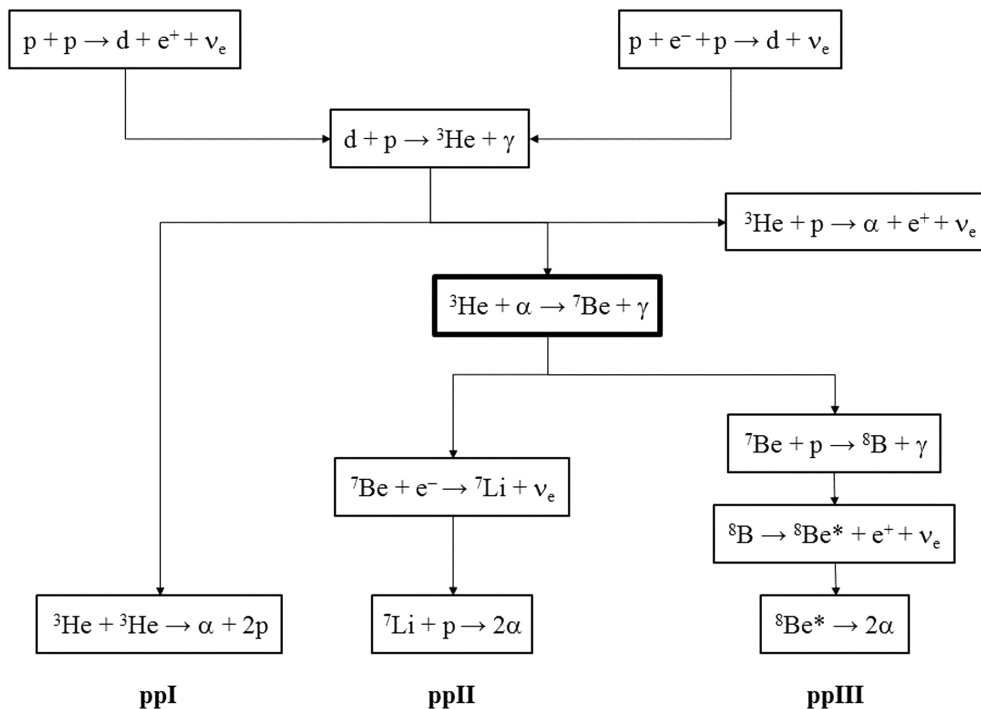 p + p → d + e⁺ + νₑ
p + e⁻ + p → d + νₑ
d + p → ³He + γ
³He + p → α + e⁺ + νₑ
³He + α → ⁷Be + γ
⁷Be + p → ⁸B + γ
⁷Be + e⁻ → ⁷Li + νₑ
⁸B → ⁸Be* + e⁺ + νₑ
³He + ³He → α + 2p
⁷Li + p → 2α
⁸Be* → 2α
ppI
ppII
ppIII